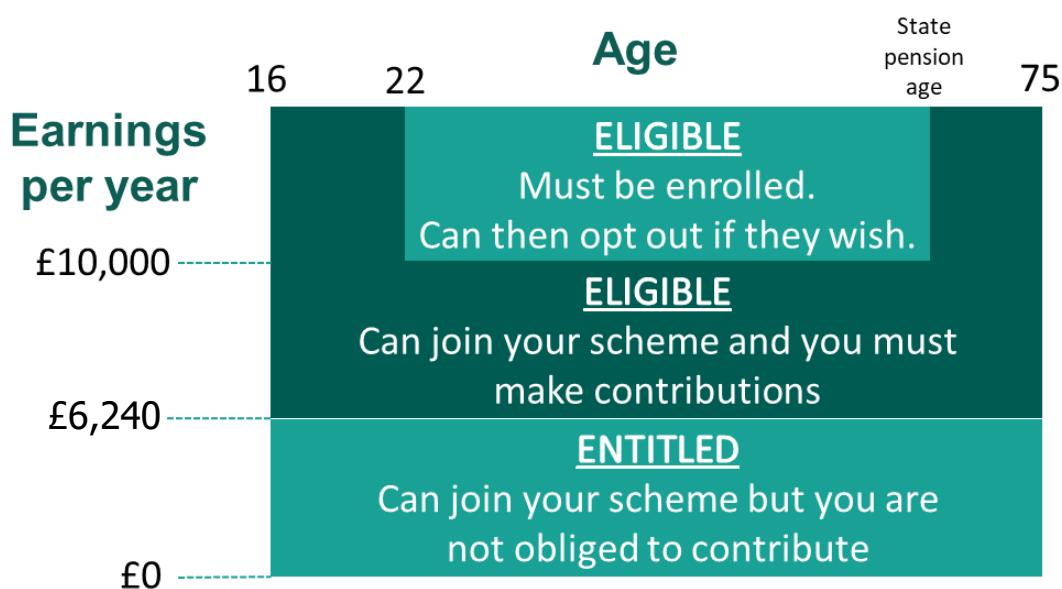 Age
State
pension
age
16
22
75
Earnings
per year
ELIGIBLE
Must be enrolled.
Can then opt out if they wish.
£10,000
ELIGIBLE
Can join your scheme and you must
make contributions
£6,240
ENTITLED
Can join your scheme but you are
not obliged to contribute
£0